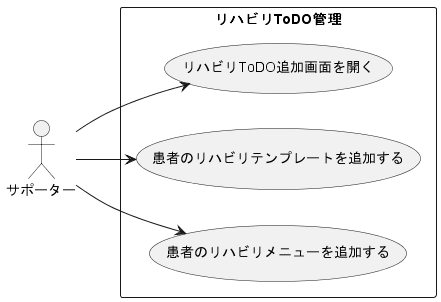 リハビリToDO管理
リハビリToDO追加画面を開く
患者のリハビリテンプレートを追加する
サポーター
患者のリハビリメニューを追加する